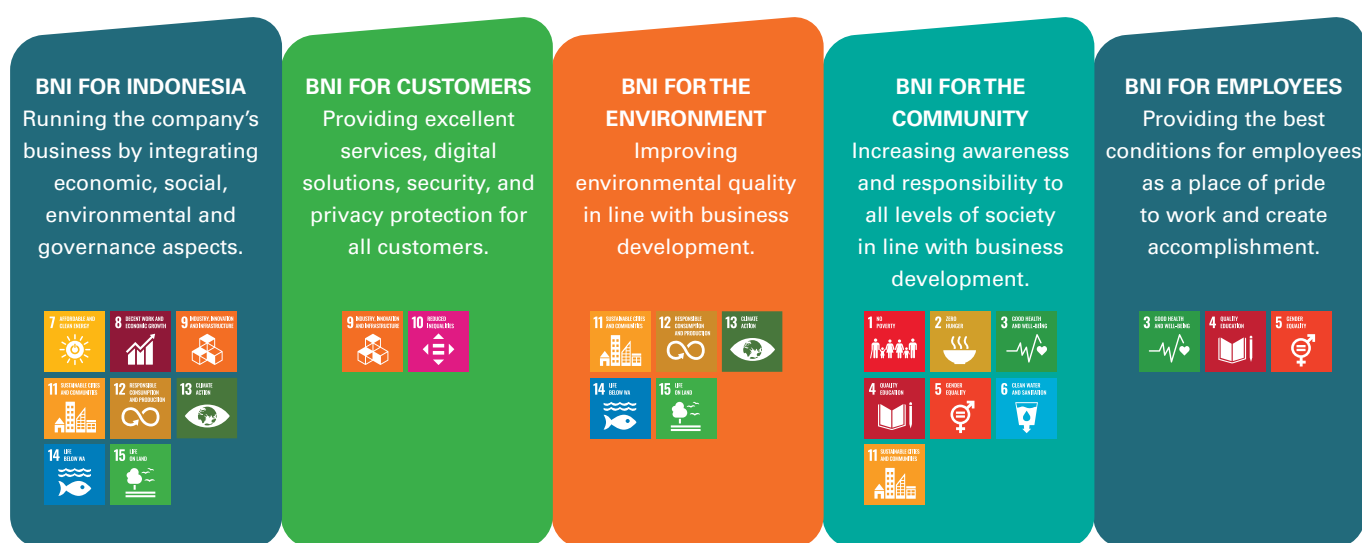 BNI FOR INDONESIA
Running the company's
business by integrating
economic, social,
environmental and
governance aspects.
7 AFFORDABLE AND
CLEAN ENERGY
8 DECENT WORK AND
ECONOMIC GROWTH
9 INDUSTRY, INNOVATION
AND INFRASTRUCTURE
11 SUSTAINABLE CITIES
AND COMMUNITIES
12 RESPONSIBLE
CONSUMPTION
AND PRODUCTION
13 CLIMATE
ACTION
14 LIFE
BELOW WA
15 LIFE
ON LAND
BNI FOR CUSTOMERS
Providing excellent
services, digital
solutions, security, and
privacy protection for
all customers.
9 INDUSTRY, INNOVATION
AND INFRASTRUCTURE
10 REDUCED
INEQUALITIES
BNI FOR THE
ENVIRONMENT
Improving
environmental quality
in line with business
development.
11 SUSTAINABLE CITIES
AND COMMUNITIES
12 RESPONSIBLE
CONSUMPTION
AND PRODUCTION
13 CLIMATE
ACTION
14 LIFE
BELOW WA
15 LIFE
ON LAND
BNI FOR THE
COMMUNITY
Increasing awareness
and responsibility to
all levels of society
in line with business
development.
1 NO
POVERTY
2 ZERO
HUNGER
3 GOOD HEALTH
AND WELL-BEING
4 QUALITY
EDUCATION
5 GENDER
EQUALITY
6 CLEAN WATER
AND SANITATION
11 SUSTAINABLE CITIES
AND COMMUNITIES
BNI FOR EMPLOYEES
Providing the best
conditions for employees
as a place of pride
to work and create
accomplishment.
3 GOOD HEALTH
AND WELL-BEING
4 QUALITY
EDUCATION
5 GENDER
EQUALITY